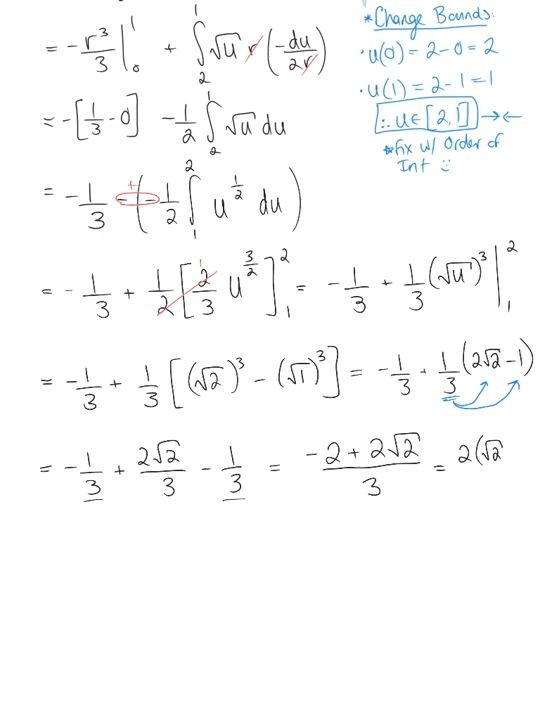 = -r³/3 |₀¹ + ∫₂¹ √u r (-du/2r)
= -[1/3 - 0] - 1/2 ∫₂¹ √u du
= -1/3 - (-1/2 ∫₁² u^(1/2) du)
+
= -1/3 + 1/2 [2/3 u^(3/2)]₁² = -1/3 + 1/3 (√u)³ |₁²
1
= -1/3 + 1/3 [(√2)³ - (√1)³] = -1/3 + 1/3 (2√2 - 1)
= -1/3 + 2√2/3 - 1/3 = (-2 + 2√2)/3 = 2(√2
*Change Bounds:
• u(0) = 2 - 0 = 2
• u(1) = 2 - 1 = 1
∴ u ∈ [2, 1] →←
*fix w/ Order of
Int ü